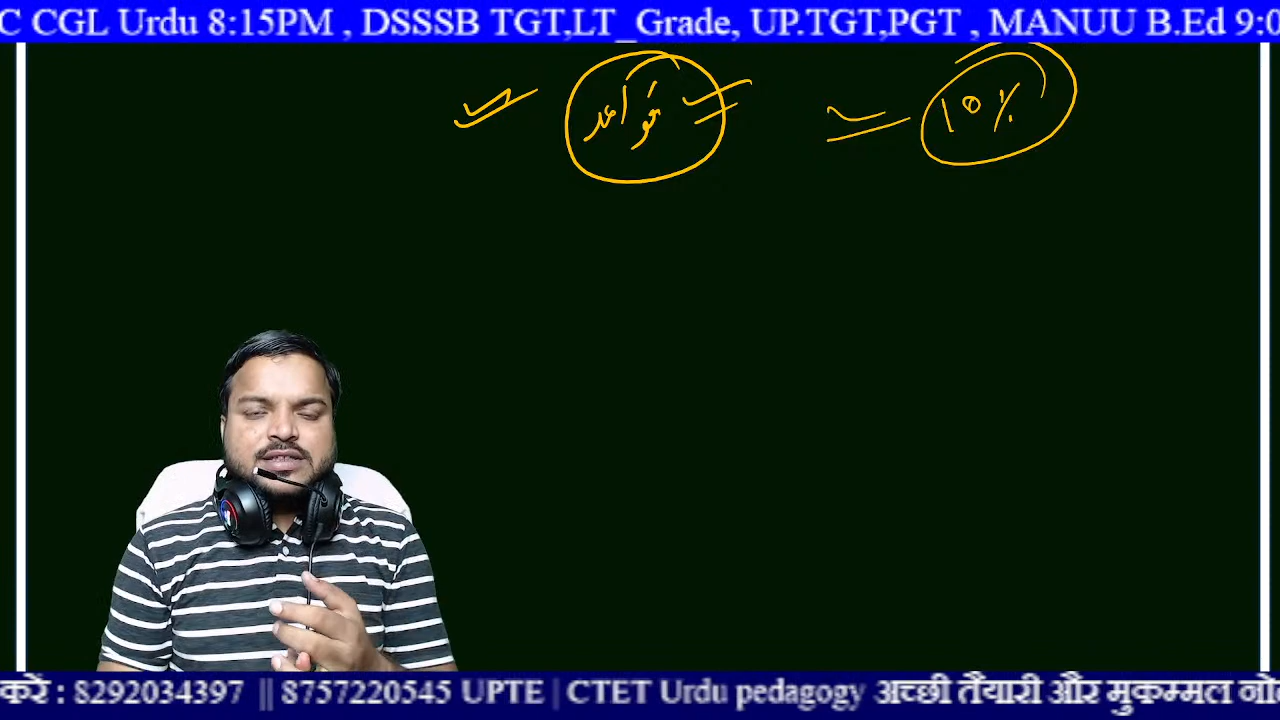 C CGL Urdu 8:15PM , DSSSB TGT,LT_Grade, UP.TGT,PGT , MANUU B.Ed 9:0
قواعد
10%
करें : 8292034397 || 8757220545 UPTE | CTET Urdu pedagogy अच्छी तैयारी और मुकम्मल नो